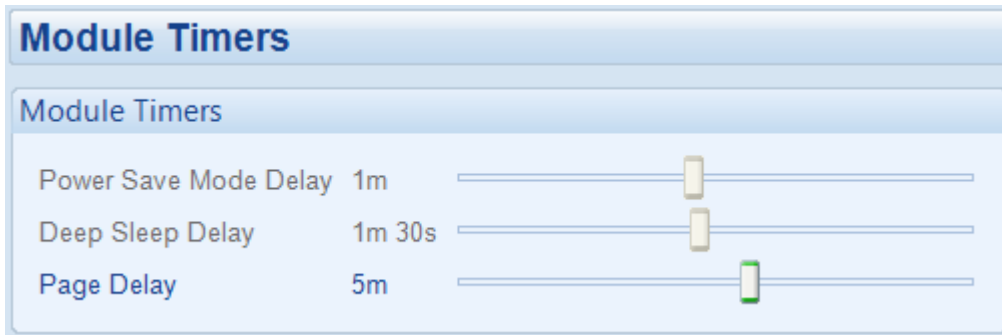 Module Timers
Module Timers
Power Save Mode Delay 1m
Deep Sleep Delay 1m 30s
Page Delay 5m